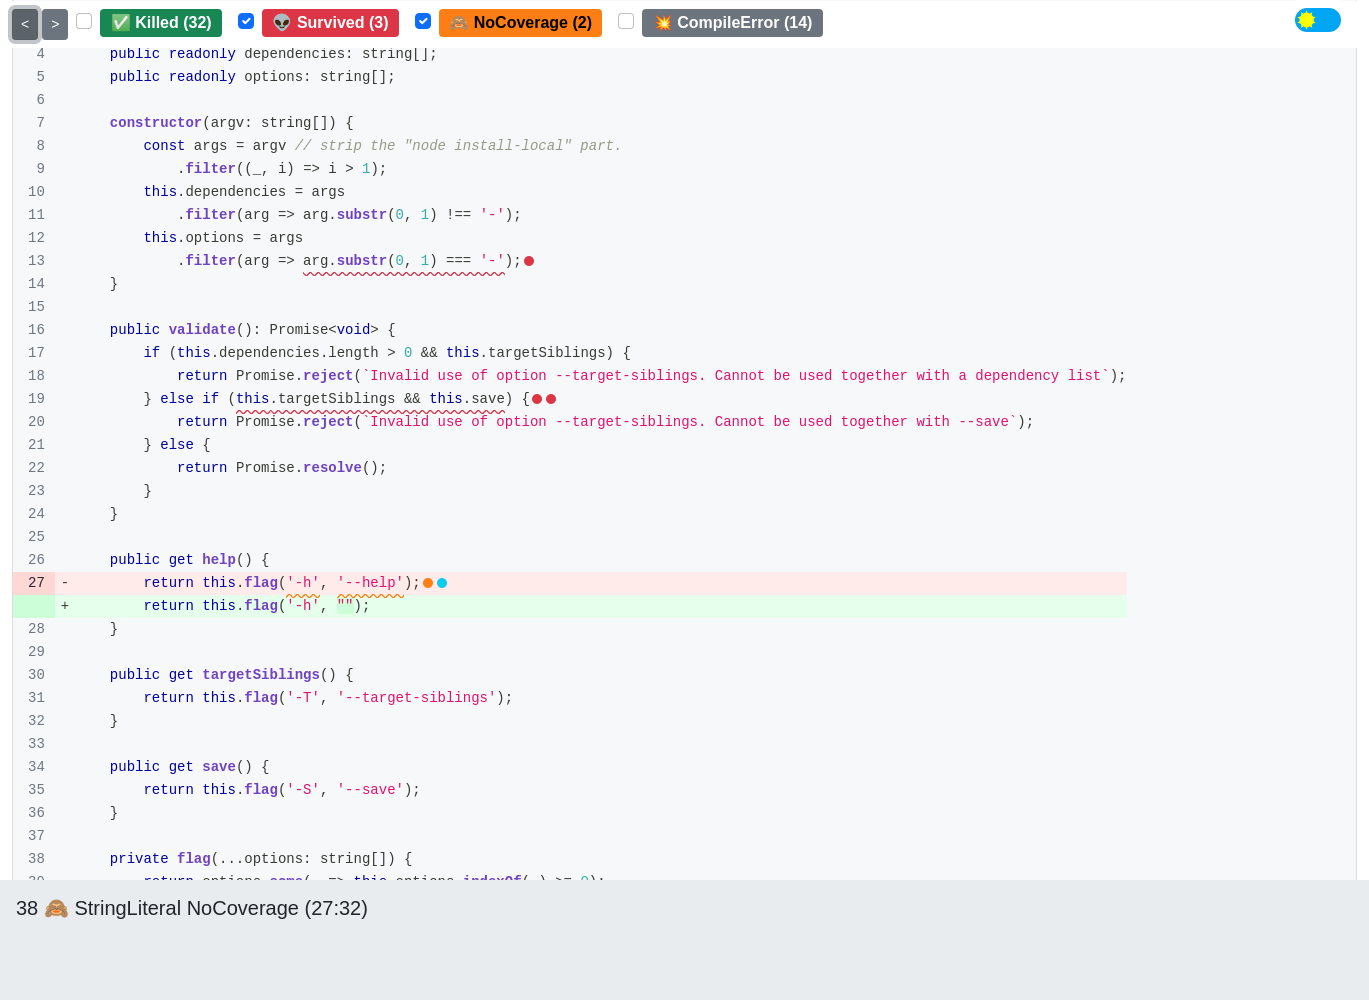 < > ✅ Killed (32) 👽 Survived (3) 🙈 NoCoverage (2) 💥 CompileError (14)
4 public readonly dependencies: string[];
5 public readonly options: string[];
6
7 constructor(argv: string[]) {
8 const args = argv // strip the "node install-local" part.
9 .filter((_, i) => i > 1);
10 this.dependencies = args
11 .filter(arg => arg.substr(0, 1) !== '-');
12 this.options = args
13 .filter(arg => arg.substr(0, 1) === '-');
14 }
15
16 public validate(): Promise<void> {
17 if (this.dependencies.length > 0 && this.targetSiblings) {
18 return Promise.reject(`Invalid use of option --target-siblings. Cannot be used together with a dependency list`);
19 } else if (this.targetSiblings && this.save) {
20 return Promise.reject(`Invalid use of option --target-siblings. Cannot be used together with --save`);
21 } else {
22 return Promise.resolve();
23 }
24 }
25
26 public get help() {
27 - return this.flag('-h', '--help');
+ return this.flag('-h', "");
28 }
29
30 public get targetSiblings() {
31 return this.flag('-T', '--target-siblings');
32 }
33
34 public get save() {
35 return this.flag('-S', '--save');
36 }
37
38 private flag(...options: string[]) {
39 return options.some(_ => this.options.indexOf(_) >= 0);
38 🙈 StringLiteral NoCoverage (27:32)